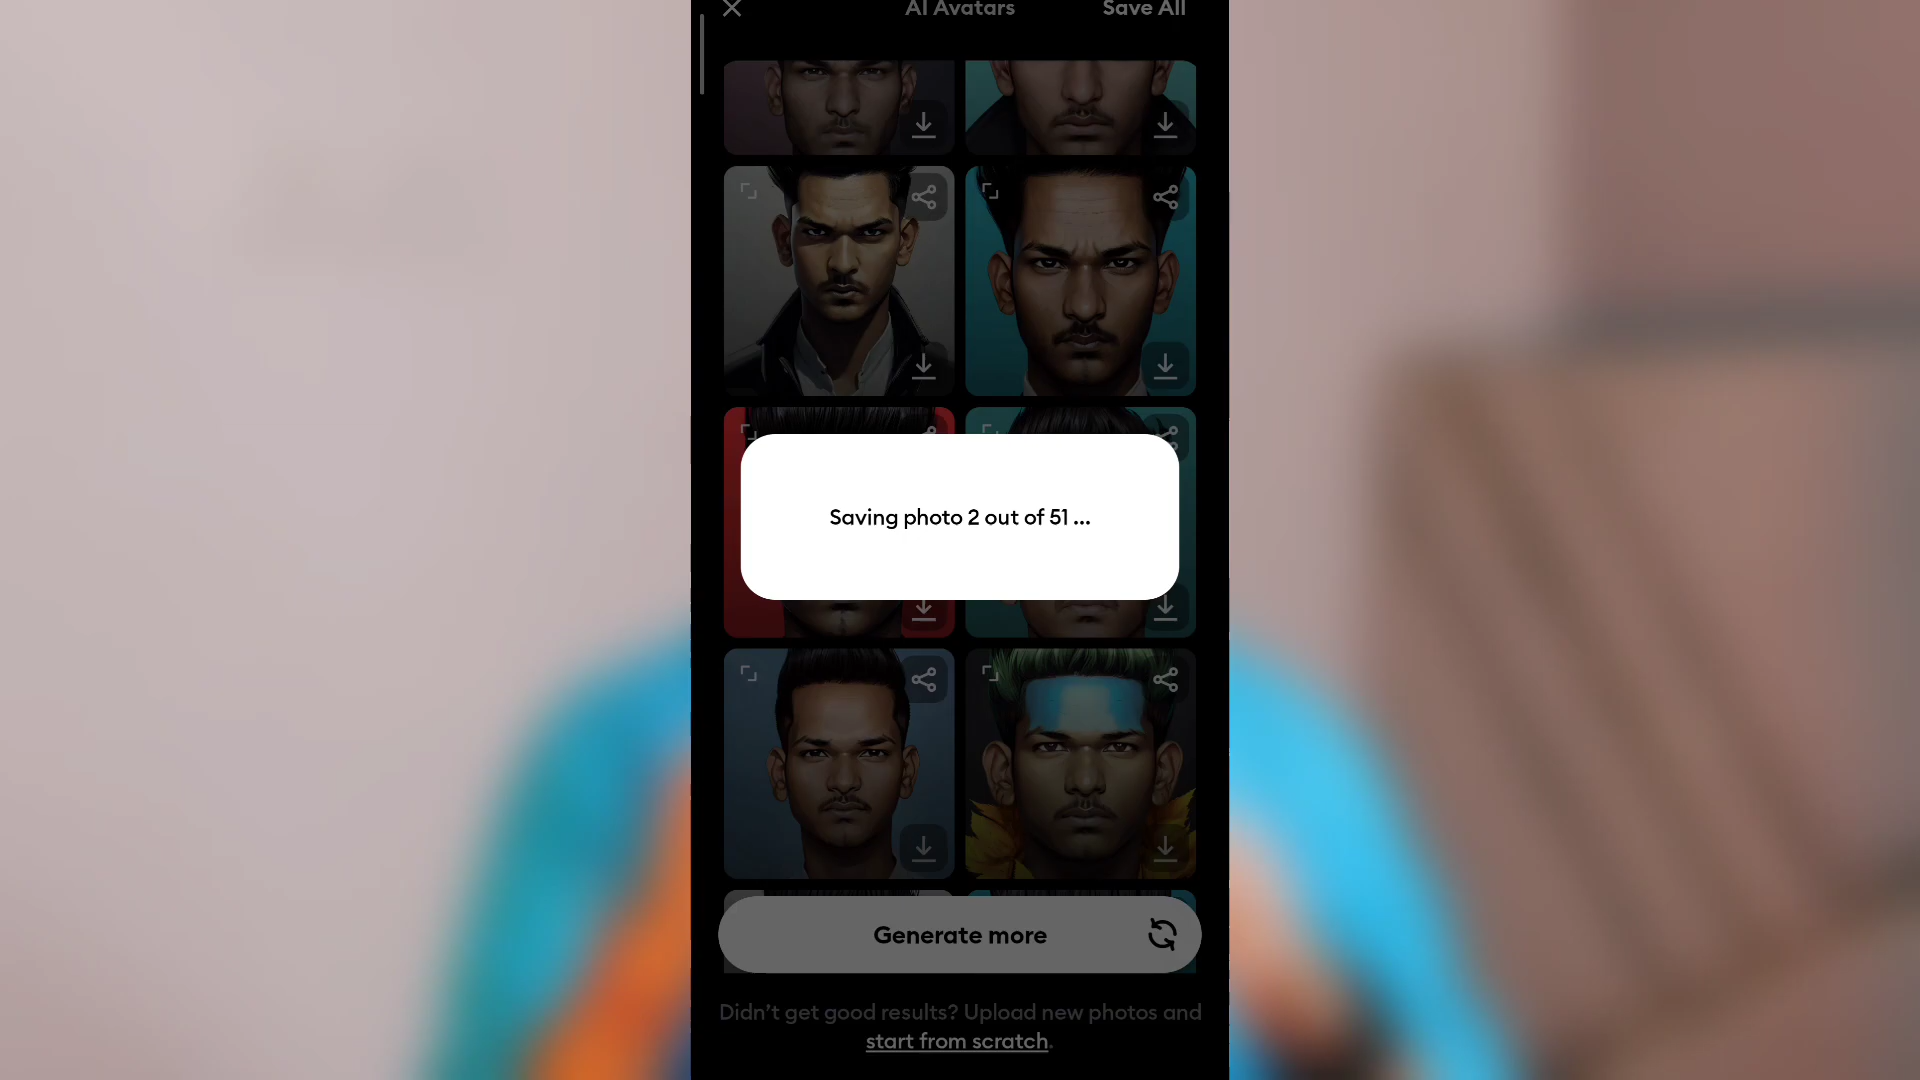 AI Avatars
Save All
Saving photo 2 out of 51 ...
Generate more
Didn't get good results? Upload new photos and
start from scratch.